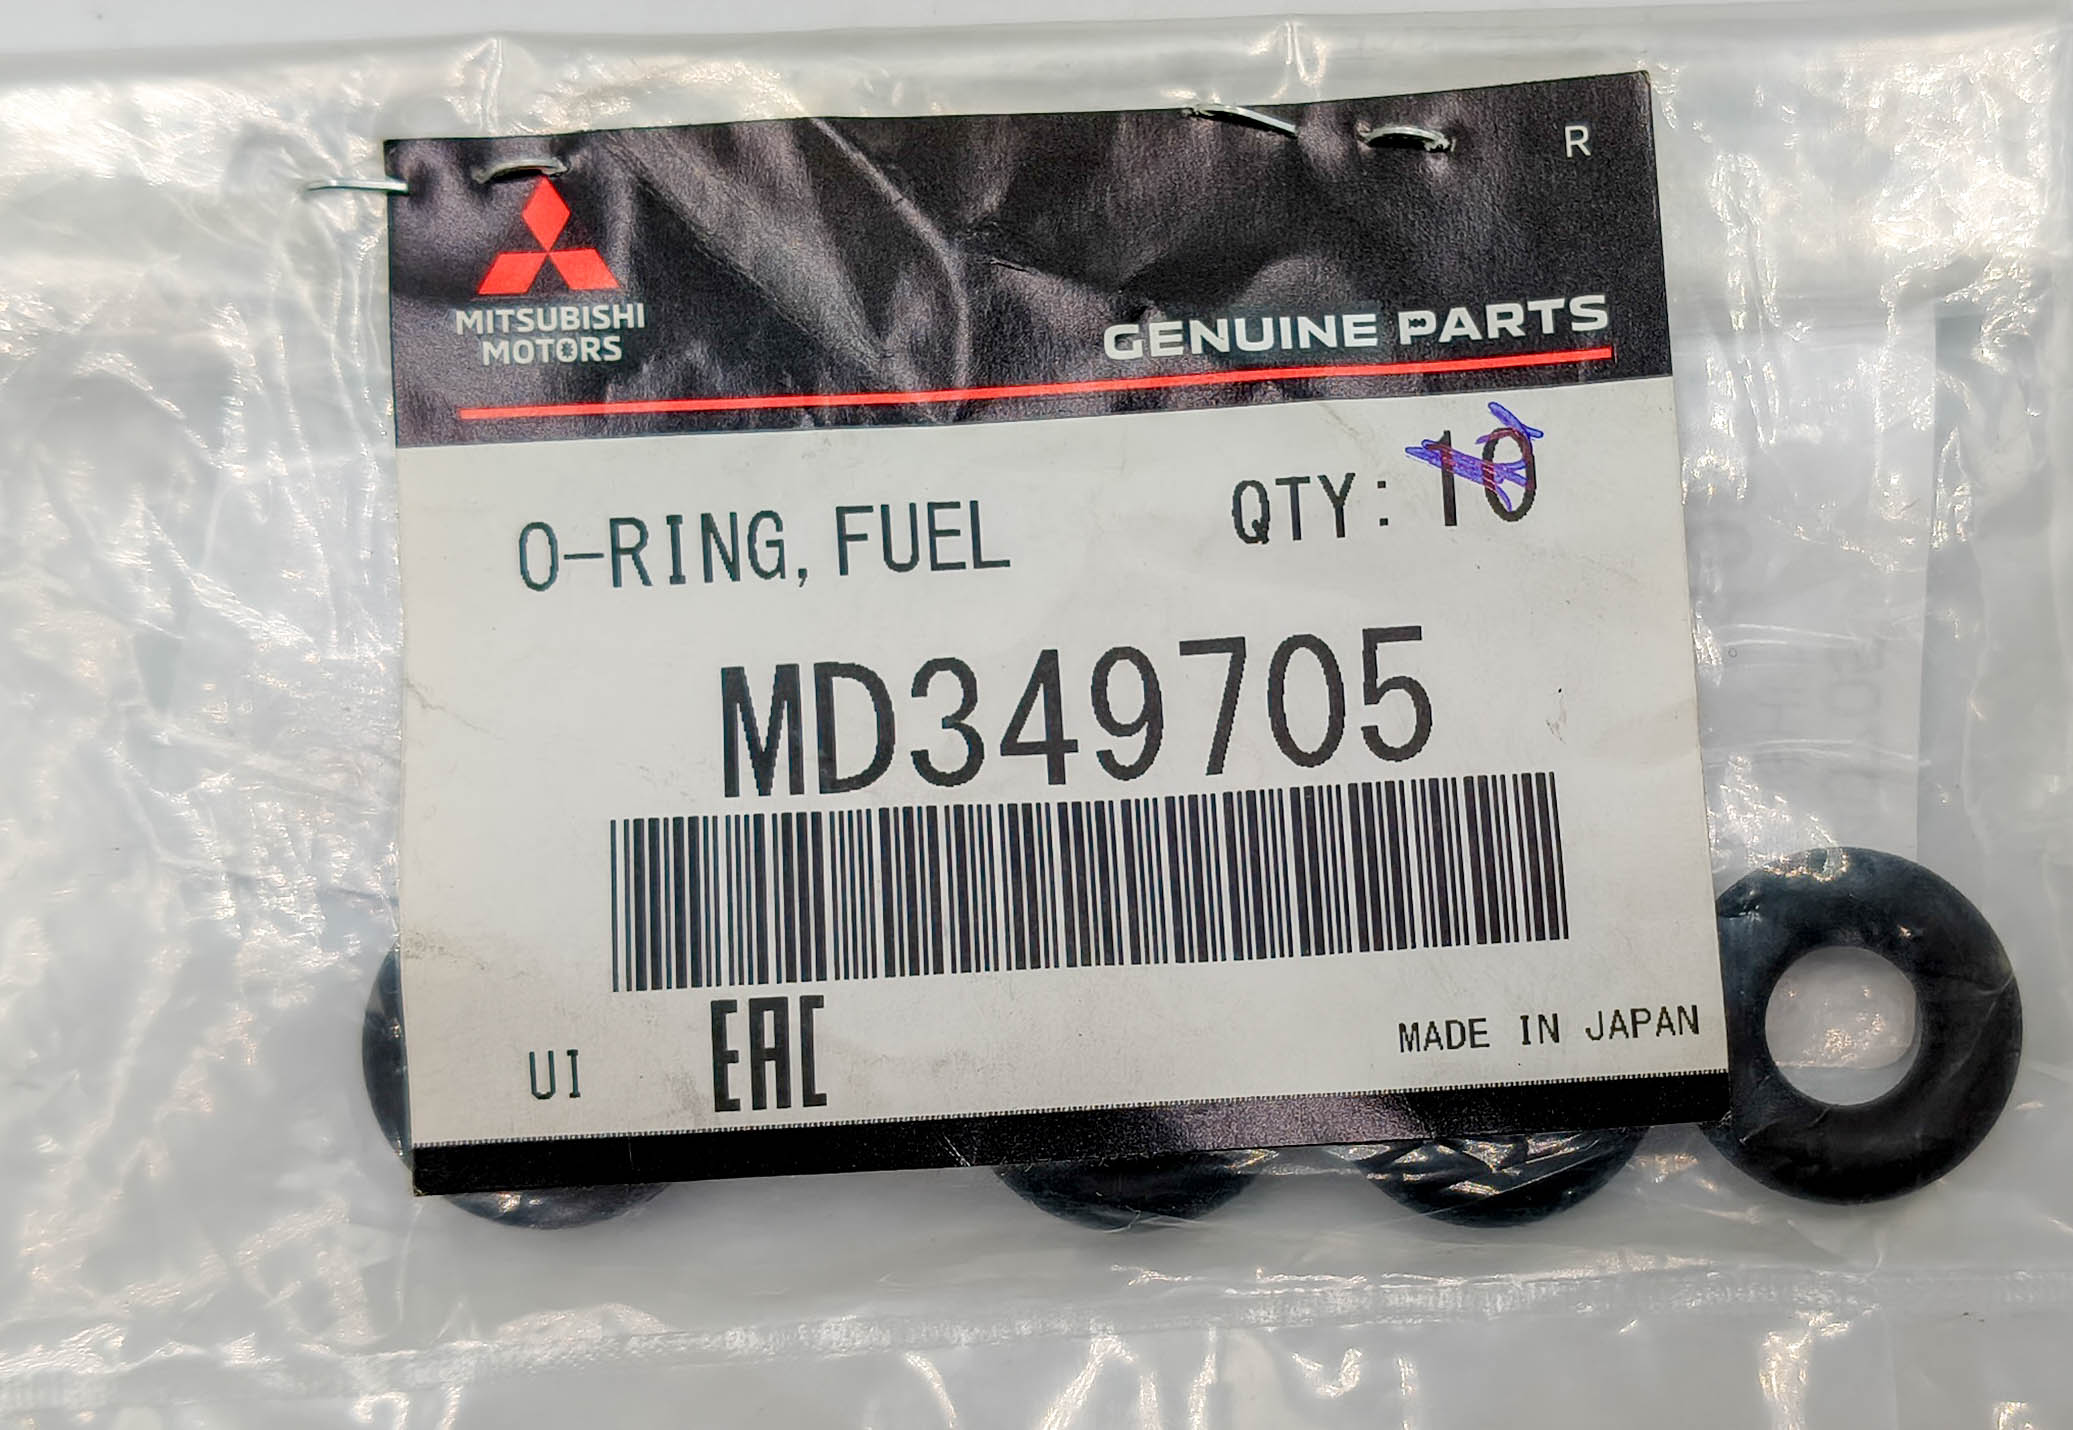 R
MITSUBISHI
MOTORS
GENUINE PARTS
O-RING, FUEL
QTY: 10
MD349705
UI
EAC
MADE IN JAPAN